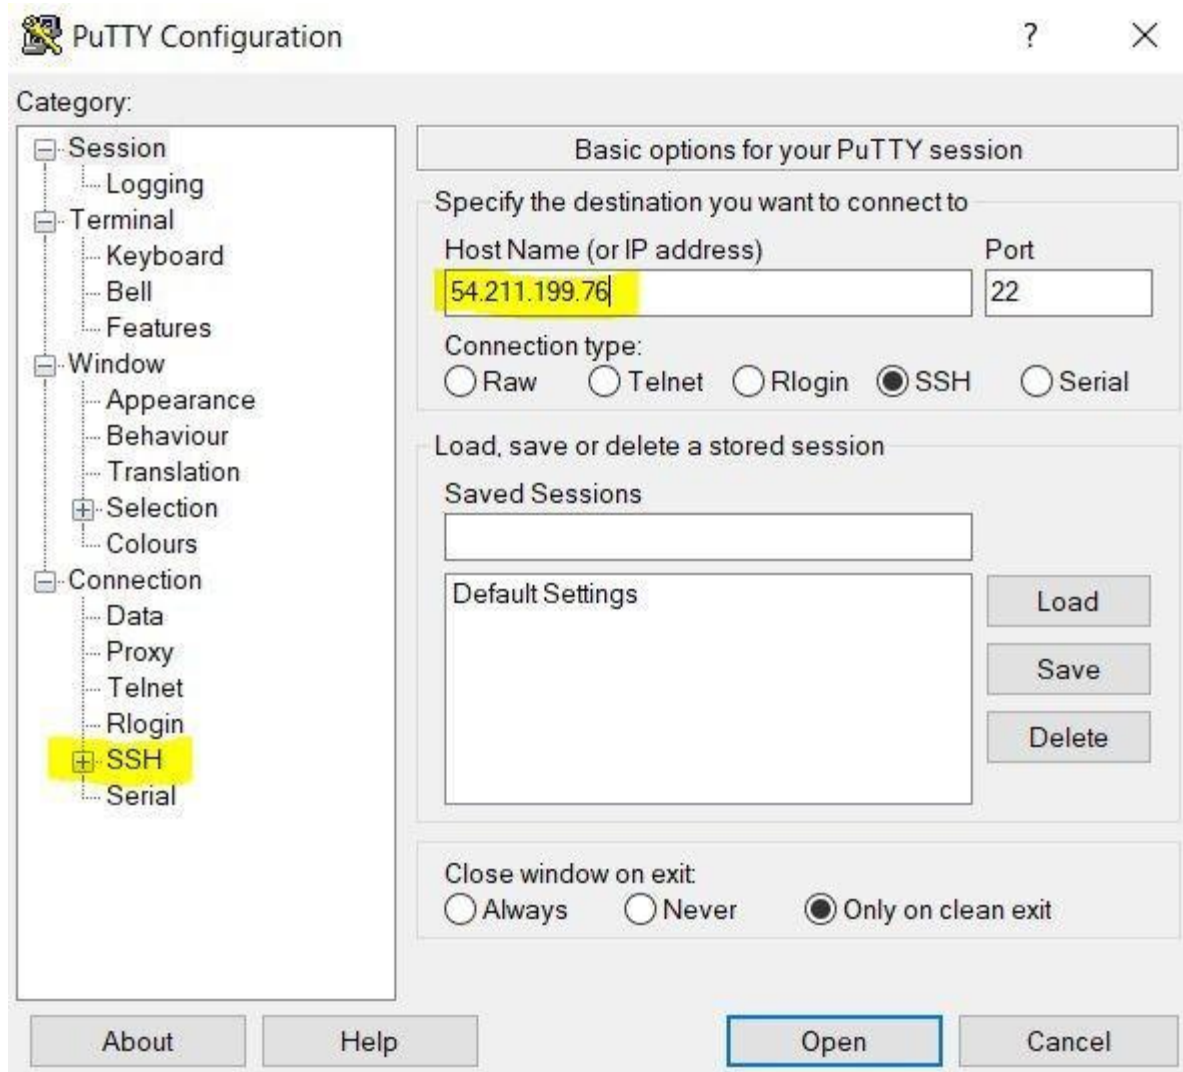 PuTTY Configuration
?
Category:
Session
Logging
Terminal
Keyboard
Bell
Features
Window
Appearance
Behaviour
Translation
Selection
Colours
Connection
Data
Proxy
Telnet
Rlogin
SSH
Serial
Basic options for your PuTTY session
Specify the destination you want to connect to
Host Name (or IP address) Port
54.211.199.76 22
Connection type:
Raw Telnet Rlogin SSH Serial
Load, save or delete a stored session
Saved Sessions
Default Settings
Load
Save
Delete
Close window on exit:
Always Never Only on clean exit
About Help Open Cancel